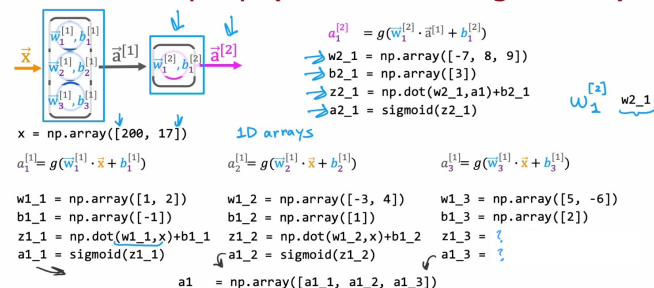 w⃗₁^[1], b₁^[1]
x⃗ w⃗₂^[1], b₂^[1] a⃗^[1] w⃗₁^[2], b₁^[2] a⃗^[2]
w⃗₃^[1], b₃^[1]
a₁^[2] = g(w⃗₁^[2] · a⃗^[1] + b₁^[2])
w2_1 = np.array([-7, 8, 9])
b2_1 = np.array([3])
z2_1 = np.dot(w2_1,a1)+b2_1
a2_1 = sigmoid(z2_1)
w₁^[2] w2_1
x = np.array([200, 17]) 1D arrays
a₁^[1] = g(w⃗₁^[1] · x⃗ + b₁^[1])
w1_1 = np.array([1, 2])
b1_1 = np.array([-1])
z1_1 = np.dot(w1_1,x)+b1_1
a1_1 = sigmoid(z1_1)
a₂^[1] = g(w⃗₂^[1] · x⃗ + b₂^[1])
w1_2 = np.array([-3, 4])
b1_2 = np.array([1])
z1_2 = np.dot(w1_2,x)+b1_2
a1_2 = sigmoid(z1_2)
a₃^[1] = g(w⃗₃^[1] · x⃗ + b₃^[1])
w1_3 = np.array([5, -6])
b1_3 = np.array([2])
z1_3 = ?
a1_3 = ?
a1 = np.array([a1_1, a1_2, a1_3])